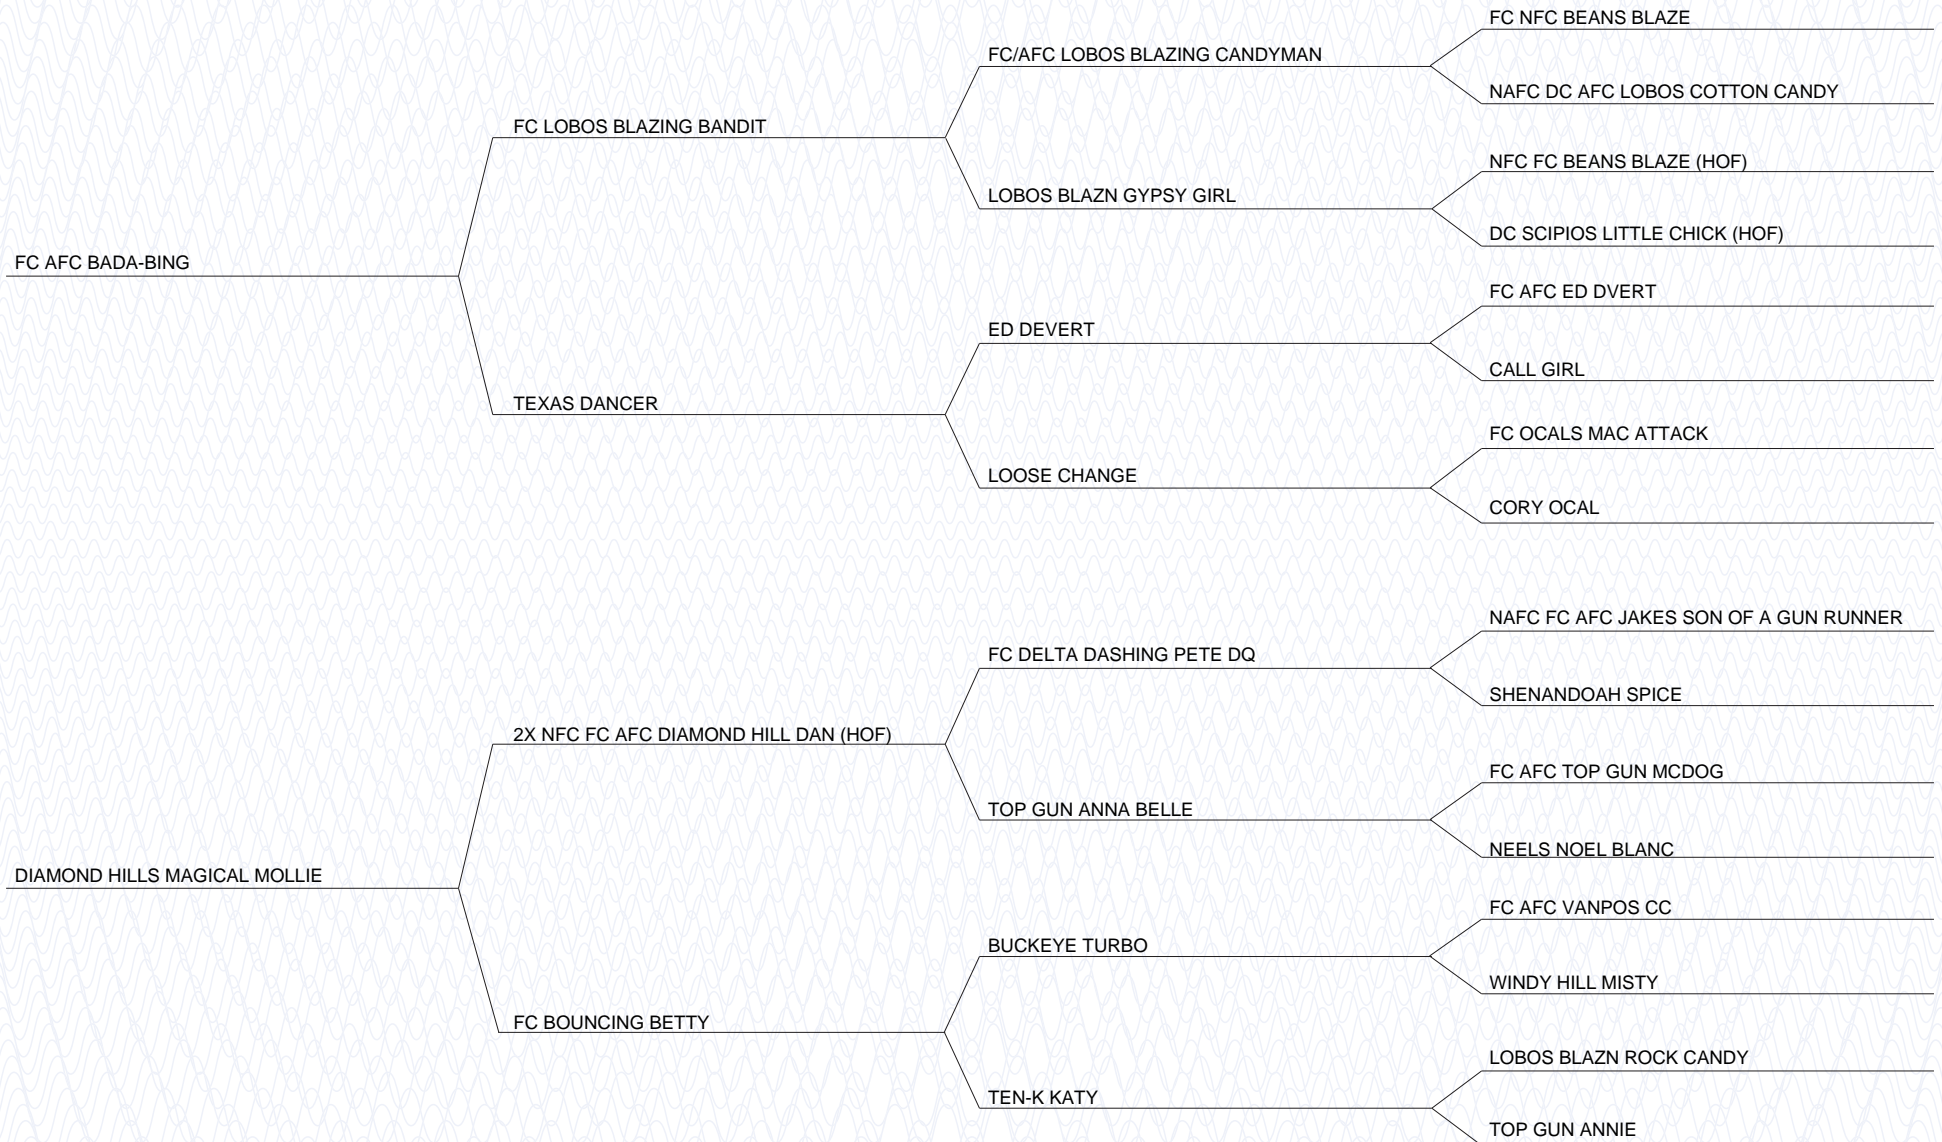 FC NFC BEANS BLAZE
FC/AFC LOBOS BLAZING CANDYMAN
NAFC DC AFC LOBOS COTTON CANDY
FC LOBOS BLAZING BANDIT
NFC FC BEANS BLAZE (HOF)
LOBOS BLAZN GYPSY GIRL
DC SCIPIOS LITTLE CHICK (HOF)
FC AFC BADA-BING
FC AFC ED DVERT
ED DEVERT
CALL GIRL
TEXAS DANCER
FC OCALS MAC ATTACK
LOOSE CHANGE
CORY OCAL
NAFC FC AFC JAKES SON OF A GUN RUNNER
FC DELTA DASHING PETE DQ
SHENANDOAH SPICE
2X NFC FC AFC DIAMOND HILL DAN (HOF)
FC AFC TOP GUN MCDOG
TOP GUN ANNA BELLE
NEELS NOEL BLANC
DIAMOND HILLS MAGICAL MOLLIE
FC AFC VANPOS CC
BUCKEYE TURBO
WINDY HILL MISTY
FC BOUNCING BETTY
LOBOS BLAZN ROCK CANDY
TEN-K KATY
TOP GUN ANNIE